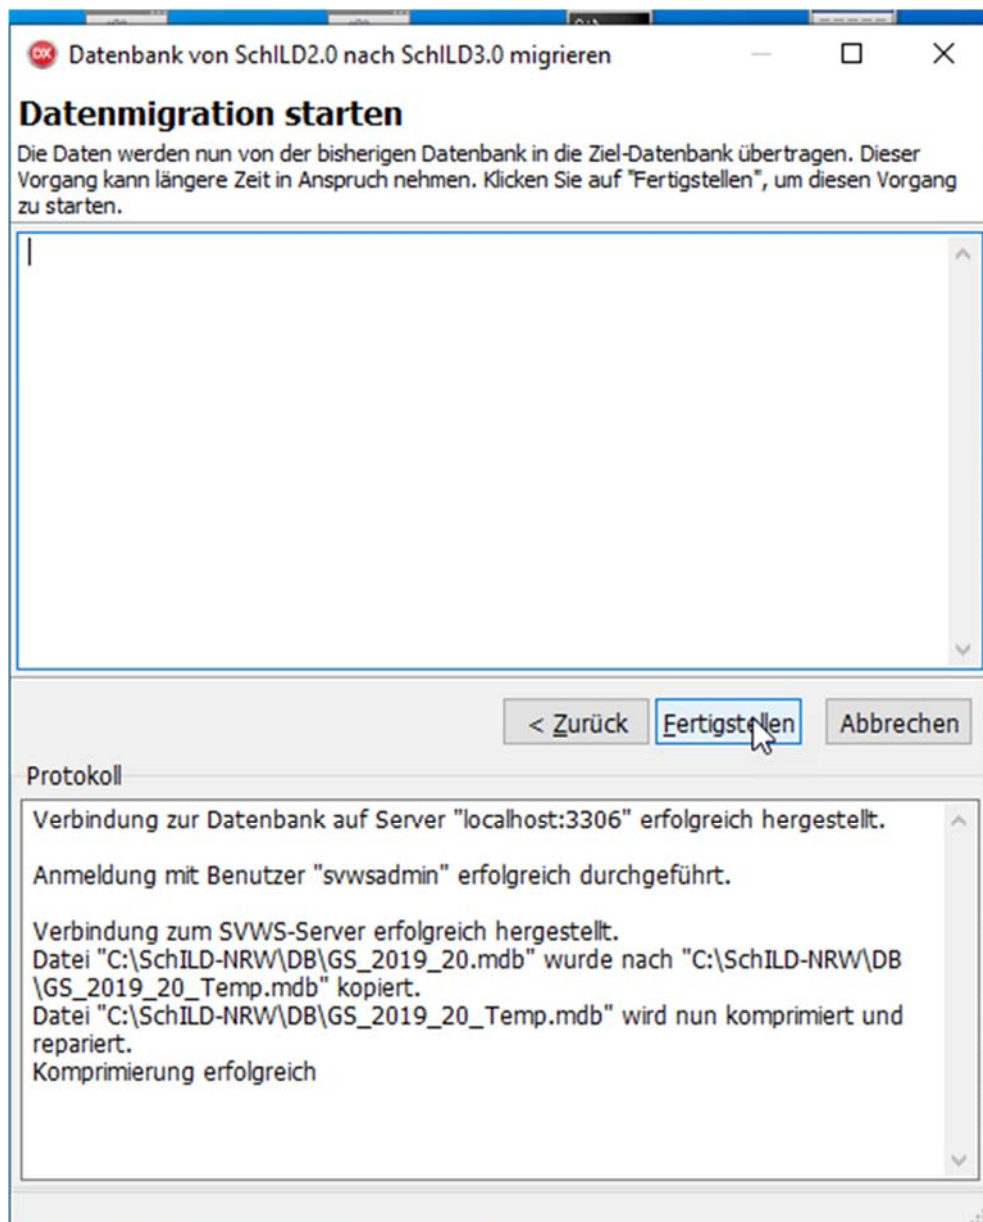 DX Datenbank von SchILD2.0 nach SchILD3.0 migrieren
Datenmigration starten
Die Daten werden nun von der bisherigen Datenbank in die Ziel-Datenbank übertragen. Dieser
Vorgang kann längere Zeit in Anspruch nehmen. Klicken Sie auf "Fertigstellen", um diesen Vorgang
zu starten.
< Zurück Fertigstellen Abbrechen
Protokoll
Verbindung zur Datenbank auf Server "localhost:3306" erfolgreich hergestellt.
Anmeldung mit Benutzer "svwsadmin" erfolgreich durchgeführt.
Verbindung zum SVWS-Server erfolgreich hergestellt.
Datei "C:\SchILD-NRW\DB\GS_2019_20.mdb" wurde nach "C:\SchILD-NRW\DB
\GS_2019_20_Temp.mdb" kopiert.
Datei "C:\SchILD-NRW\DB\GS_2019_20_Temp.mdb" wird nun komprimiert und
repariert.
Komprimierung erfolgreich